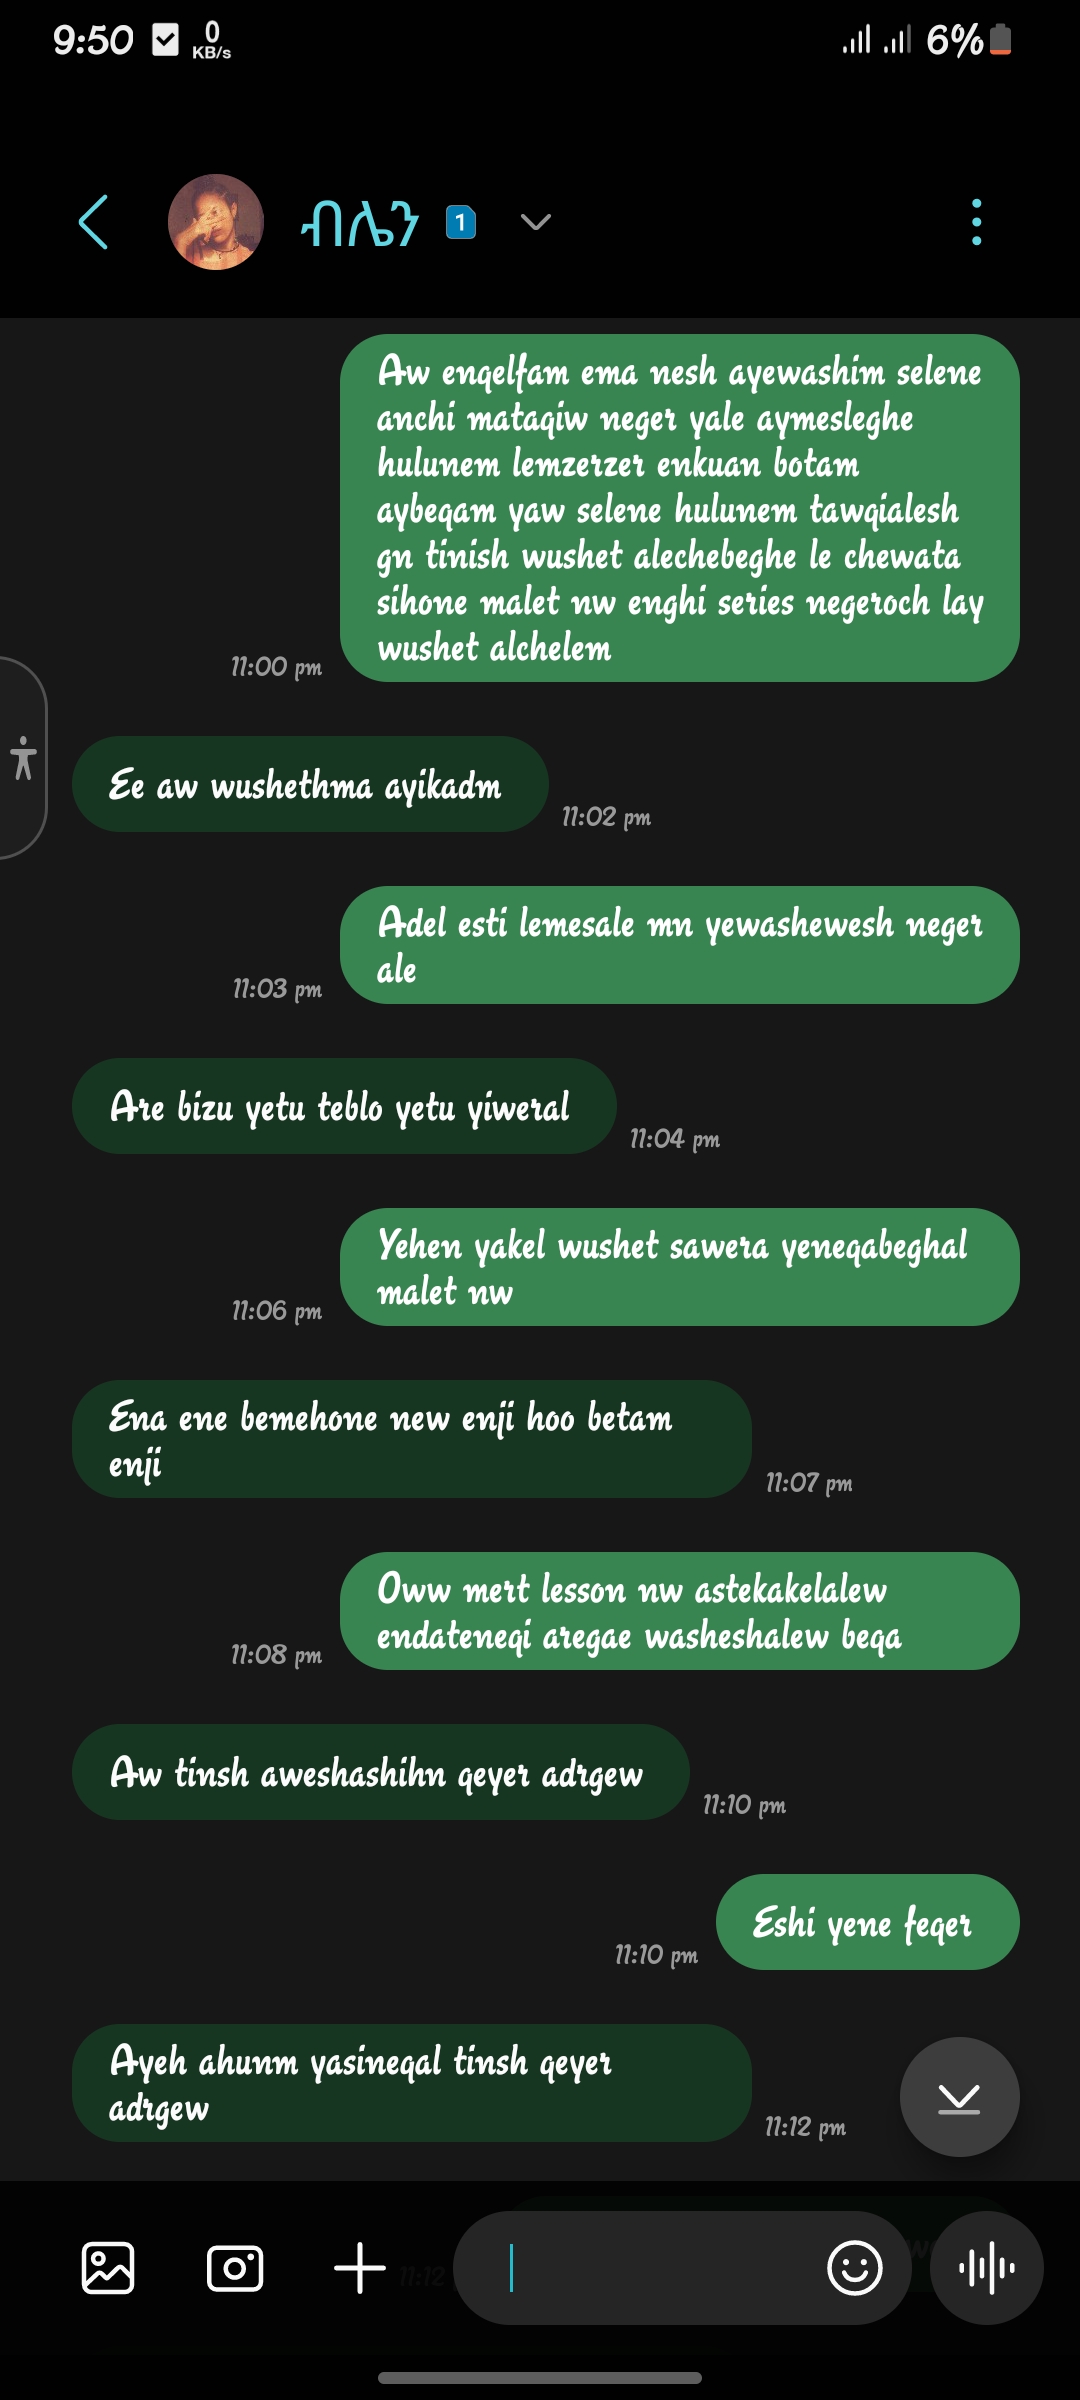 9:50
0
KB/s
6%
ብሌን
1
Aw enqelfam ema nesh ayewashim selene
anchi mataqiw neger yale aymesleghe
hulunem lemzerzer enkuan botam
aybeqam yaw selene hulunem tawqialesh
gn tinish wushet alechebeghe le chewata
sihone malet nw enghi series negeroch lay
wushet alchelem
11:00 pm
Ee aw wushethma ayikadm
11:02 pm
Adel esti lemesale mn yewashewesh neger
ale
11:03 pm
Are bizu yetu teblo yetu yiweral
11:04 pm
Yehen yakel wushet sawera yeneqabeghal
malet nw
11:06 pm
Ena ene bemehone new enji hoo betam
enji
11:07 pm
Oww mert lesson nw astekakelalew
endateneqi aregae washeshalew beqa
11:08 pm
Aw tinsh aweshashihn qeyer adrgew
11:10 pm
Eshi yene feqer
11:10 pm
Ayeh ahunm yasineqal tinsh qeyer
adrgew
11:12 pm
11:12